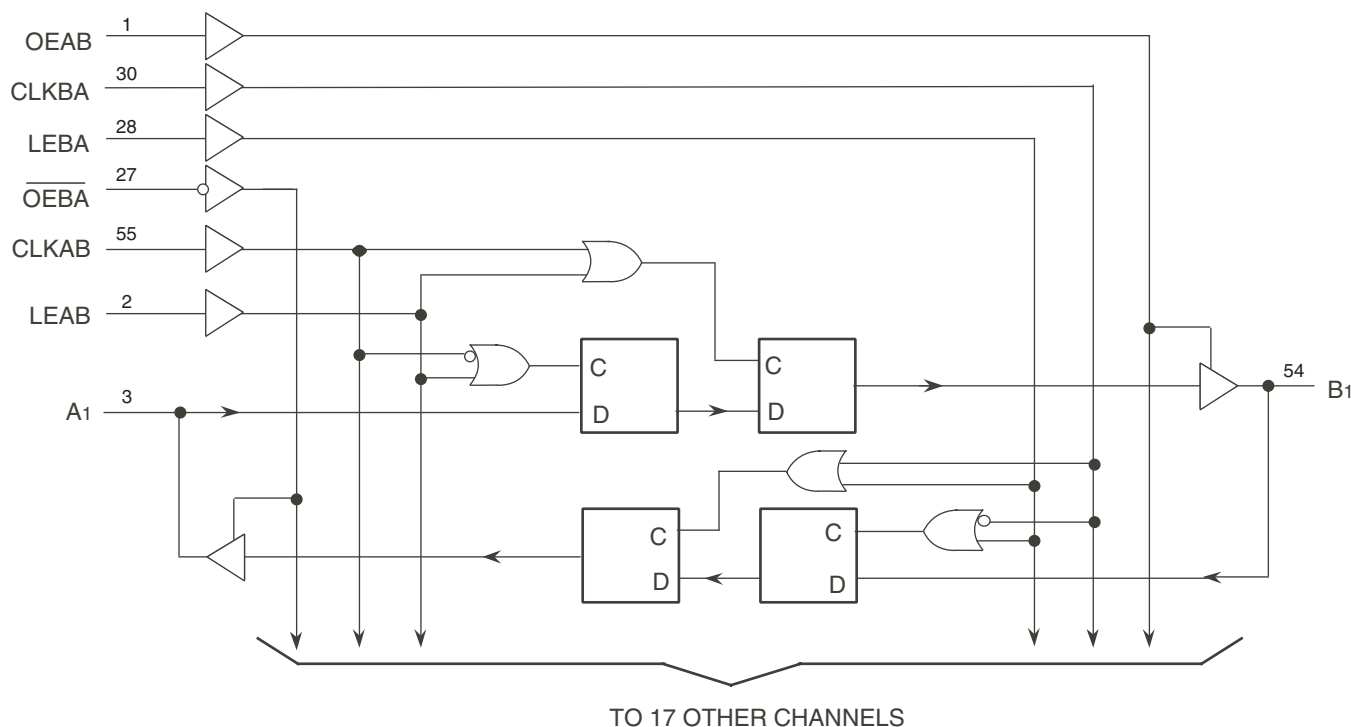 OEAB 1
CLKBA 30
LEBA 28
OEBA 27
CLKAB 55
LEAB 2
C
C
54
A1 3
D
D
B1
C
C
D
D
TO 17 OTHER CHANNELS